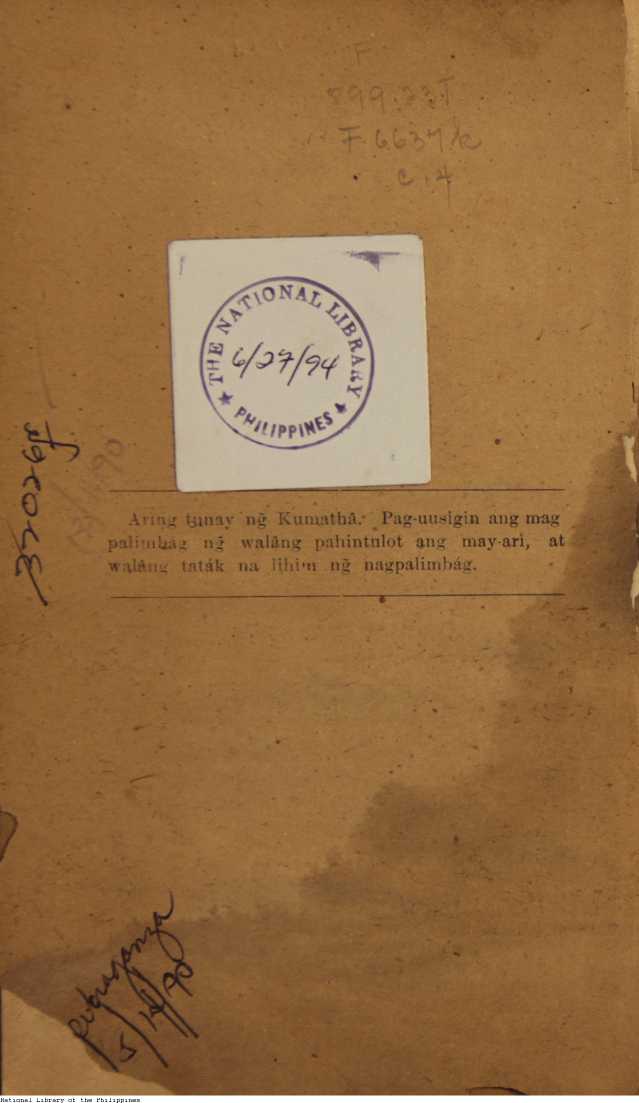 F
899.23T
F.6637k
c.4
THE NATIONAL LIBRARY
6/27/94
PHILIPPINES
Aring tunay ng̃ Kumathâ. Pag-uusigin ang mag
palimbag ng̃ walâng pahintulot ang may-ari, at
walâng taták na lihim ng̃ nagpalimbág.
National Library of the Philippines